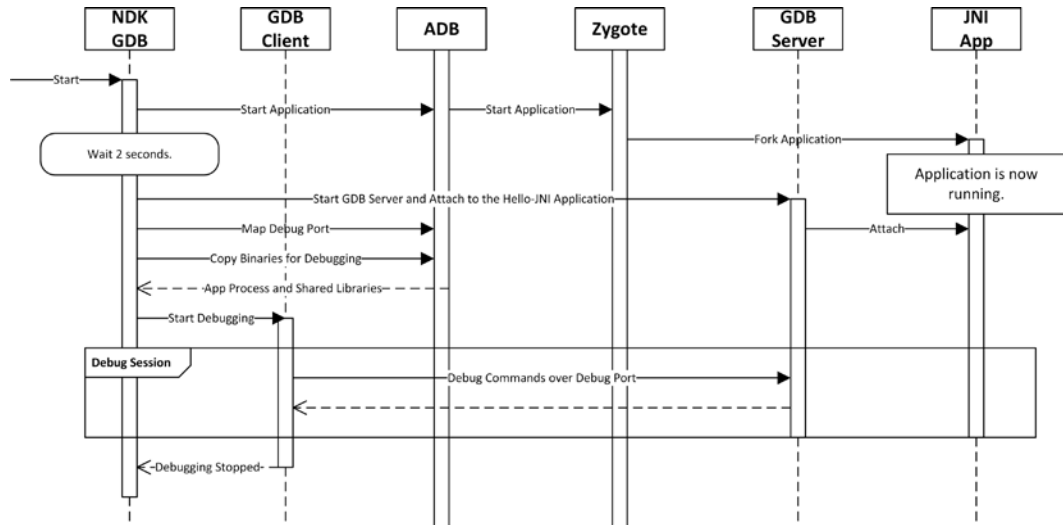 NDK
GDB
GDB
Client
ADB
Zygote
GDB
Server
JNI
App
Start
Start Application
Start Application
Fork Application
Wait 2 seconds.
Application is now
running.
Start GDB Server and Attach to the Hello-JNI Application
Map Debug Port
Attach
Copy Binaries for Debugging
App Process and Shared Libraries
Start Debugging
Debug Session
Debug Commands over Debug Port
Debugging Stopped